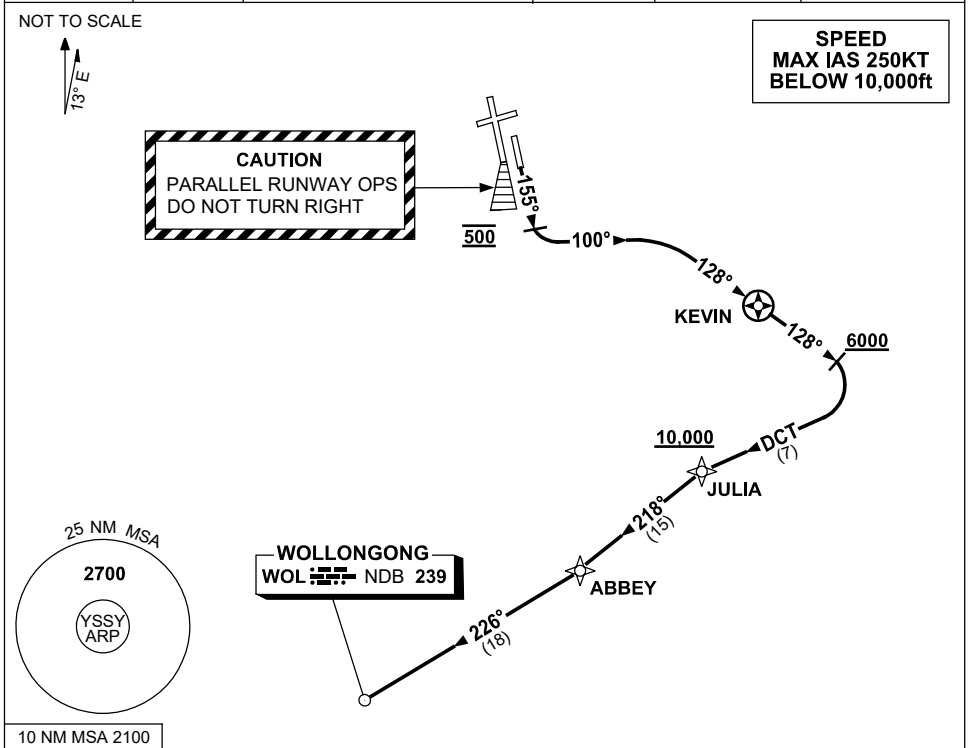 NOT TO SCALE
13° E
SPEED
MAX IAS 250KT
BELOW 10,000ft
CAUTION
PARALLEL RUNWAY OPS
DO NOT TURN RIGHT
155°
500
100°
128°
KEVIN
128°
6000
10,000
DCT
(7)
JULIA
218°
(15)
ABBEY
25 NM MSA
2700
YSSY
ARP
WOLLONGONG
WOL NDB 239
226°
(18)
10 NM MSA 2100